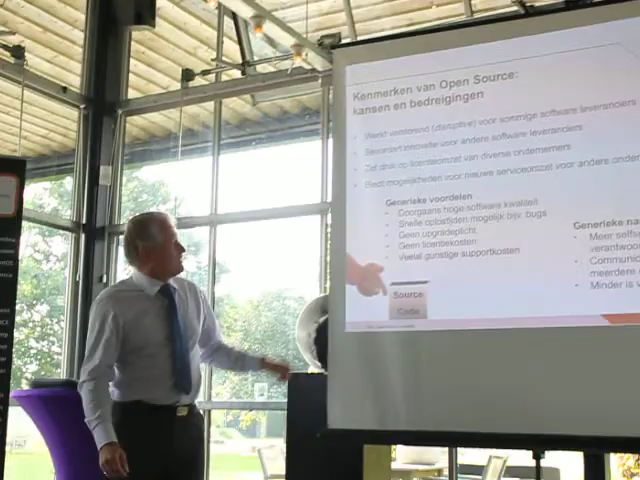 Kenmerken van Open Source:
kansen en bedreigingen
Werkt verstorend (disruptive) voor sommige software leveranciers
Bevordert innovatie voor andere software leveranciers
Zet druk op licentieomzet van diverse ondernemers
Biedt mogelijkheden voor nieuwe serviceomzet voor andere onder
Generieke voordelen
Doorgaans hoge software kwaliteit
Snelle oplostijden mogelijk bijv. bugs
Geen upgradeplicht
Geen licentiekosten
Veelal gunstige supportkosten
Generieke na
Meer selfs
verantwoo
Communic
meerdere
Minder is v
Source
Code